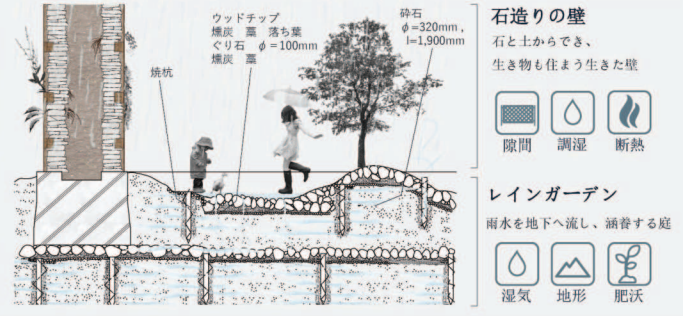 ウッドチップ
燻炭 藁 落ち葉
ぐり石 φ=100mm
燻炭 藁
焼杭
砕石
φ=320mm,
l=1,900mm
石造りの壁
石と土からでき、
生き物も住まう生きた壁
隙間 調湿 断熱
レインガーデン
雨水を地下へ流し、涵養する庭
湿気 地形 肥沃